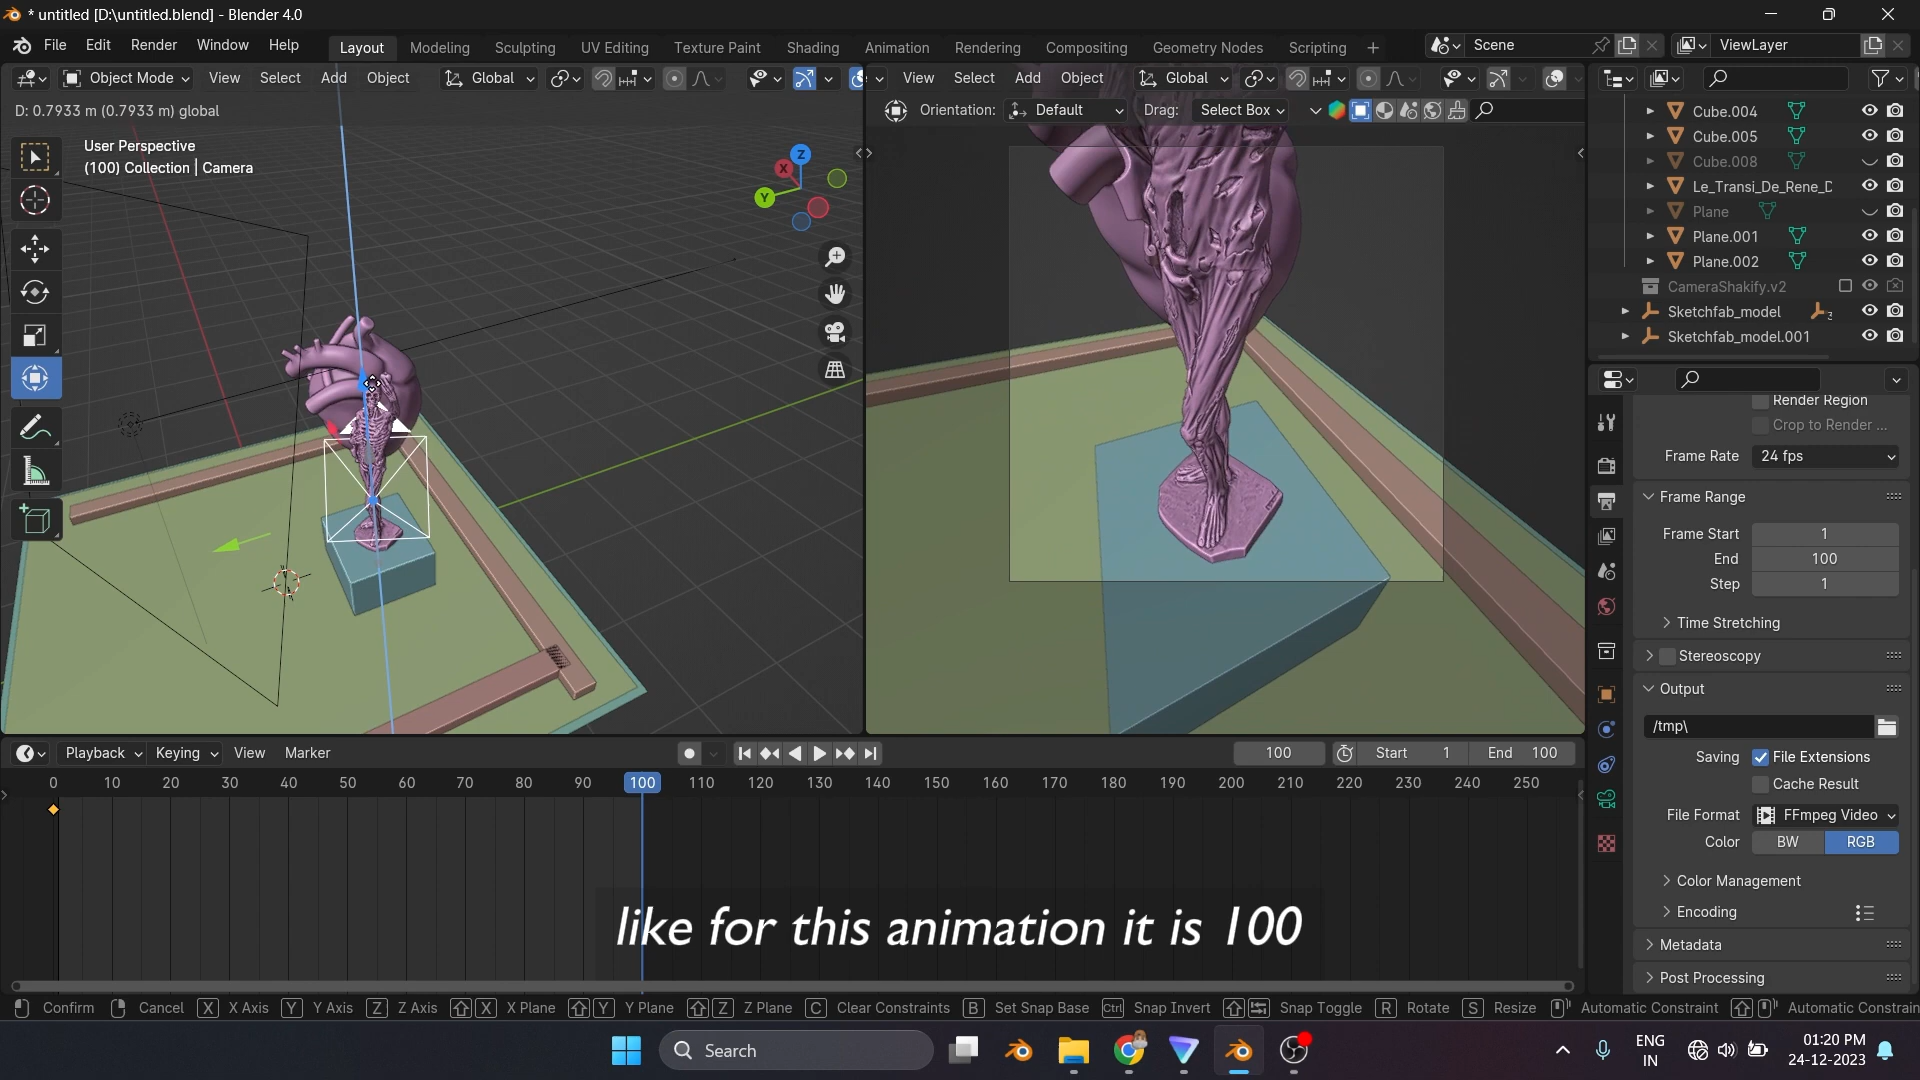 * untitled [D:\untitled.blend] - Blender 4.0
File Edit Render Window Help
Layout Modeling Sculpting UV Editing Texture Paint Shading Animation Rendering Compositing Geometry Nodes Scripting +
Scene
ViewLayer
Object Mode View Select Add Object Global
View Select Add Object Global
D: 0.7933 m (0.7933 m) global
Orientation: Default Drag: Select Box
User Perspective
(100) Collection | Camera
Z
X
Y
Cube.004
Cube.005
Cube.008
Le_Transi_De_Rene_D
Plane
Plane.001
Plane.002
CameraShakify.v2
Sketchfab_model
3
Sketchfab_model.001
Render Region
Crop to Render ...
Frame Rate 24 fps
Frame Range
Frame Start 1
End 100
Step 1
Time Stretching
Stereoscopy
Output
/tmp\
Saving File Extensions
Cache Result
File Format FFmpeg Video
Color BW RGB
Color Management
Encoding
Metadata
Post Processing
Playback Keying View Marker
100 Start 1 End 100
0 10 20 30 40 50 60 70 80 90 100 110 120 130 140 150 160 170 180 190 200 210 220 230 240 250
like for this animation it is 100
Confirm Cancel X X Axis Y Y Axis Z Z Axis X X Plane Y Y Plane Z Z Plane C Clear Constraints B Set Snap Base Ctrl Snap Invert Snap Toggle R Rotate S Resize Automatic Constraint Automatic Constrain
Search
ENG
IN
01:20 PM
24-12-2023